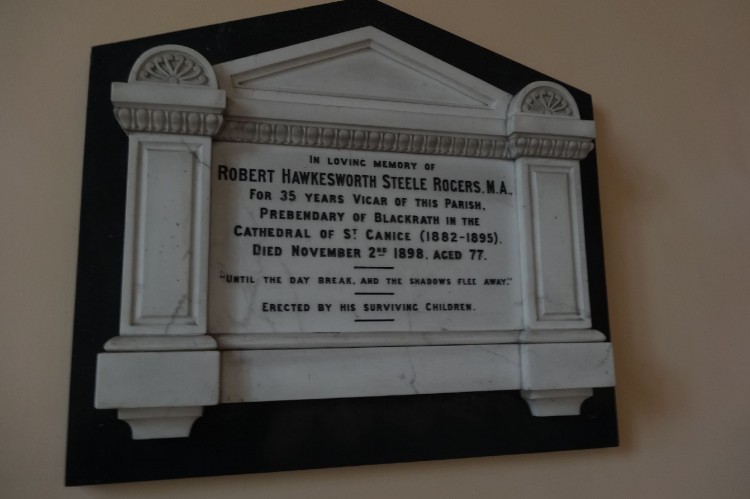 In loving memory of
Robert Hawkesworth Steele Rogers, M.A.,
For 35 years Vicar of this Parish,
Prebendary of Blackrath in the
Cathedral of St Canice (1882-1895).
Died November 2nd 1898, aged 77.
"Until the day break, and the shadows flee away."
Erected by his surviving Children.